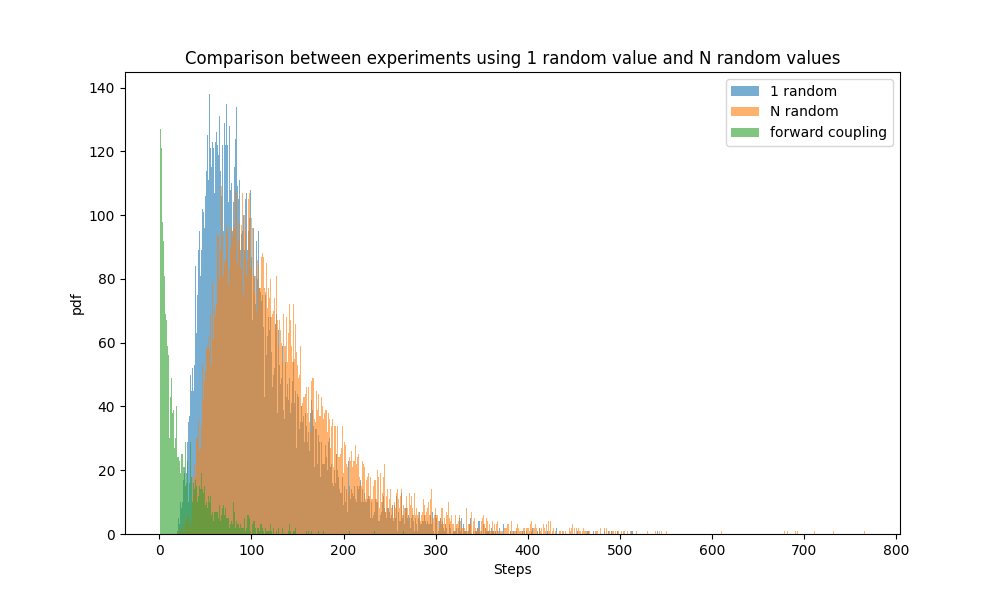 Comparison between experiments using 1 random value and N random values
1 random
N random
forward coupling
140
120
100
80
60
40
20
0
pdf
0 100 200 300 400 500 600 700 800
Steps